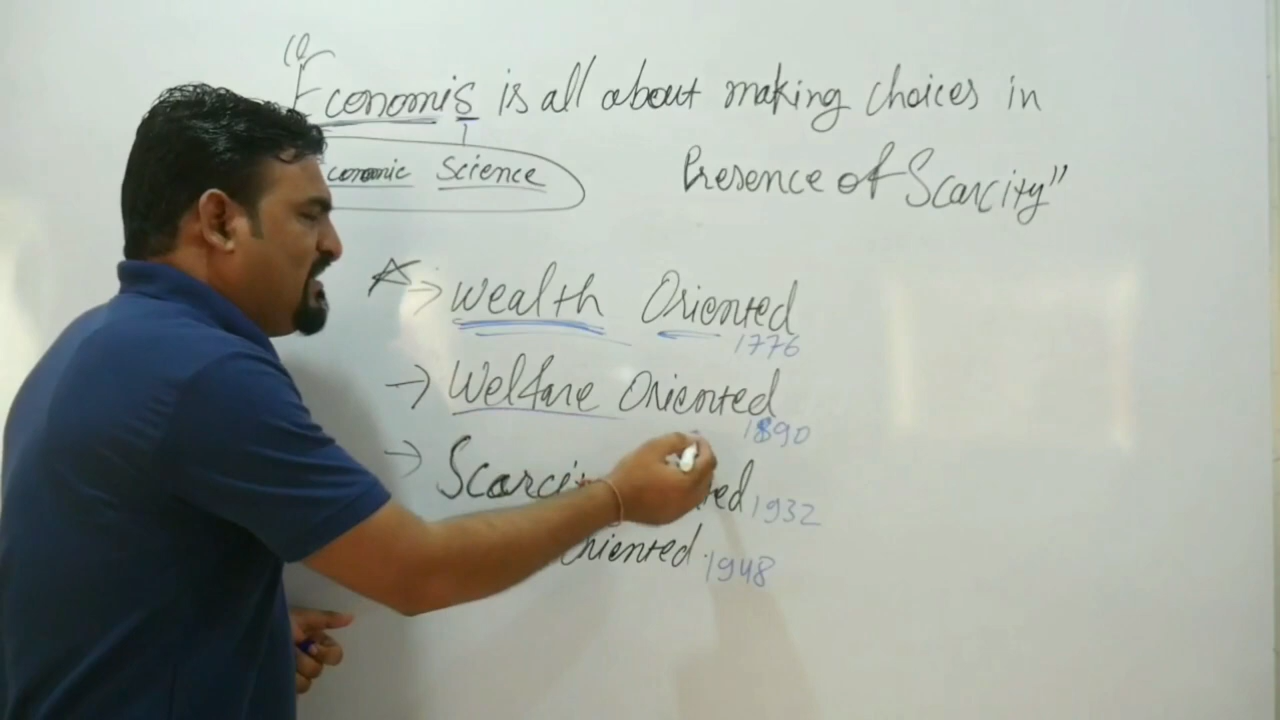 "Economis is all about making choices in
Presence of Scarcity"
conomic Science
→ Wealth Oriented
1776
→ Welfare Oriented
1890
→ Scarci ted 1932
Oriented 1948